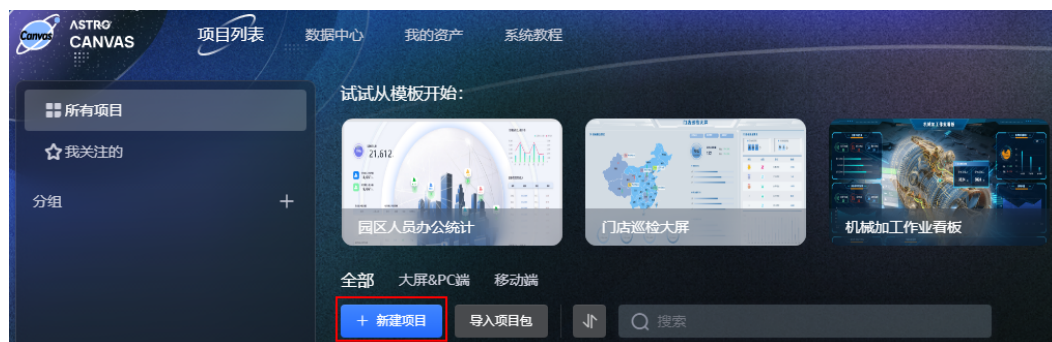 Canvas
ASTRO
CANVAS
项目列表
数据中心
我的资产
系统教程
所有项目
我关注的
分组
试试从模板开始:
21,612
园区人员办公统计
门店巡检大屏
机械加工作业看板
全部
大屏&PC端
移动端
+ 新建项目
导入项目包
搜索